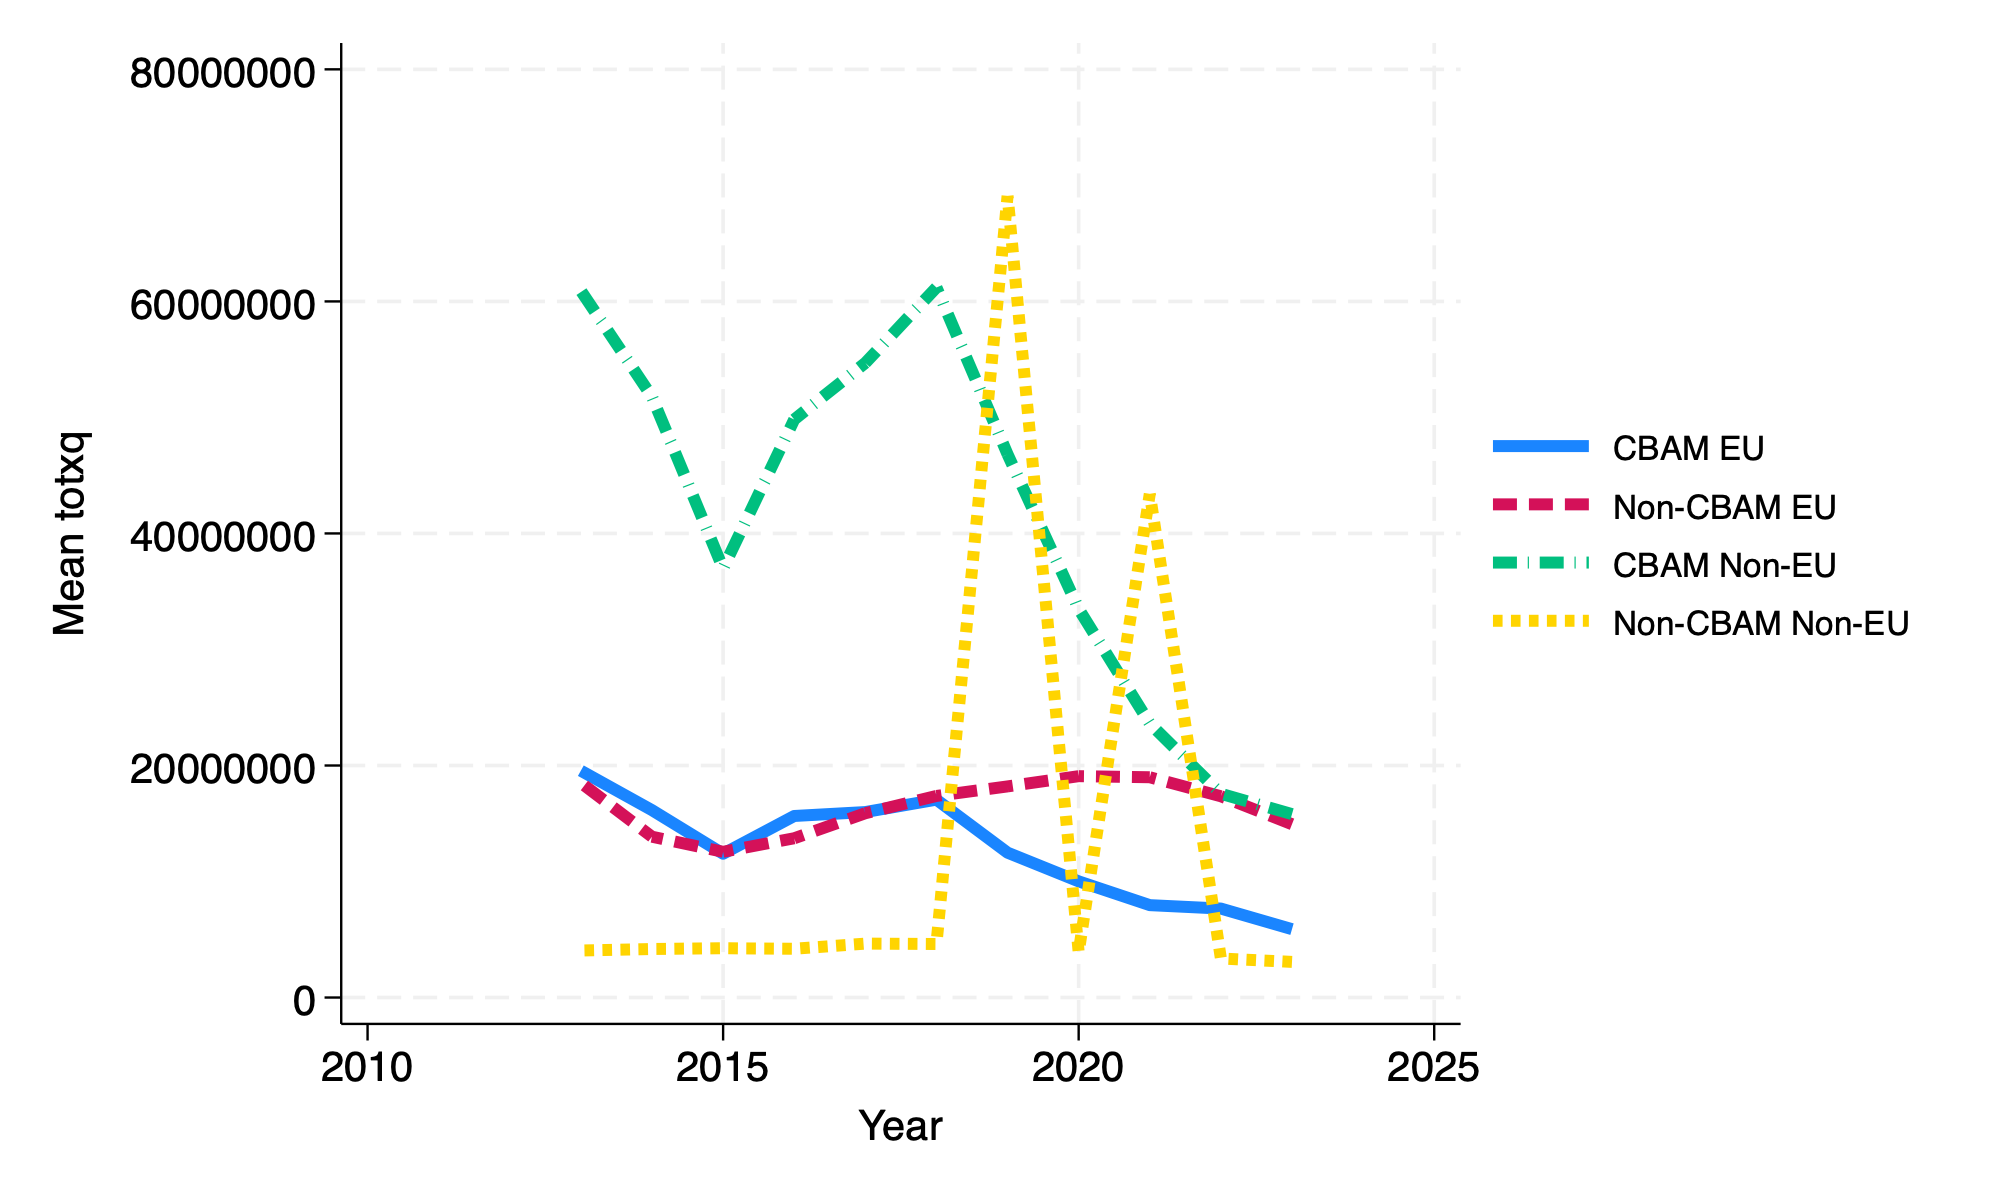 80000000
60000000
40000000
20000000
0
Mean totxq
2010
2015
2020
2025
Year
CBAM EU
Non-CBAM EU
CBAM Non-EU
Non-CBAM Non-EU